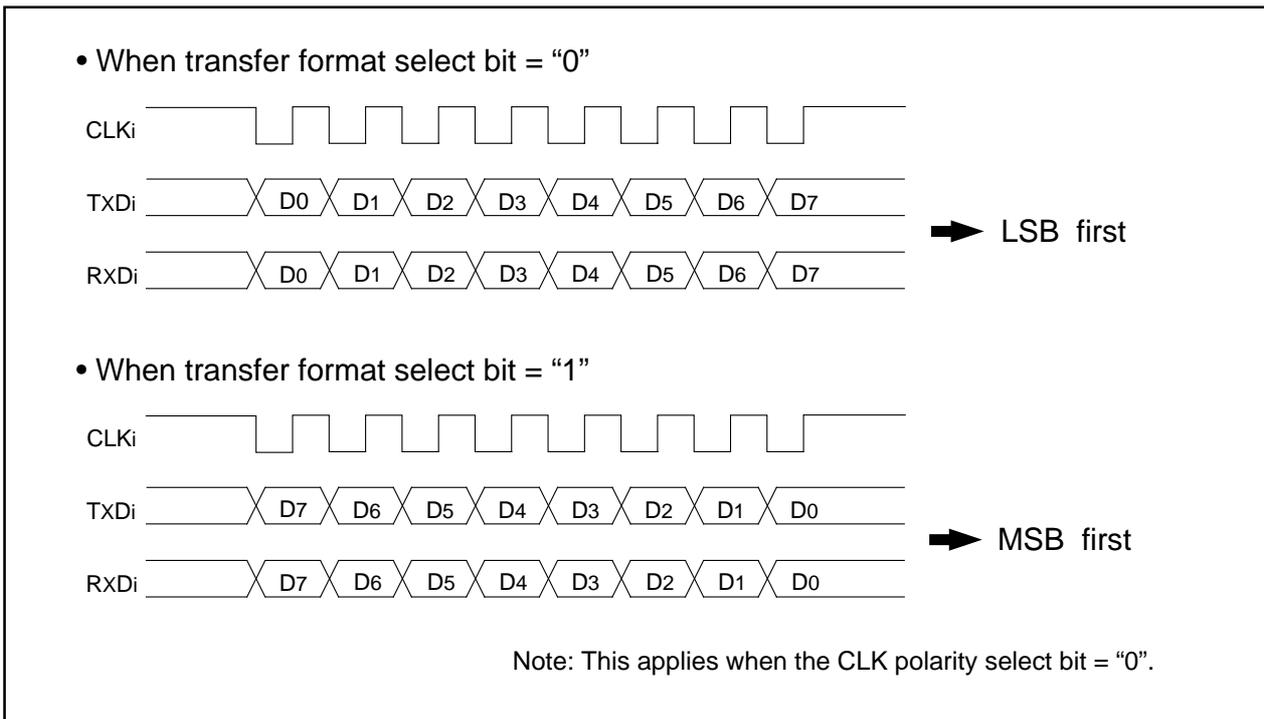 • When transfer format select bit = “0”
CLKi
TXDi D0 D1 D2 D3 D4 D5 D6 D7
LSB first
RXDi D0 D1 D2 D3 D4 D5 D6 D7
• When transfer format select bit = “1”
CLKi
TXDi D7 D6 D5 D4 D3 D2 D1 D0
MSB first
RXDi D7 D6 D5 D4 D3 D2 D1 D0
Note: This applies when the CLK polarity select bit = “0”.